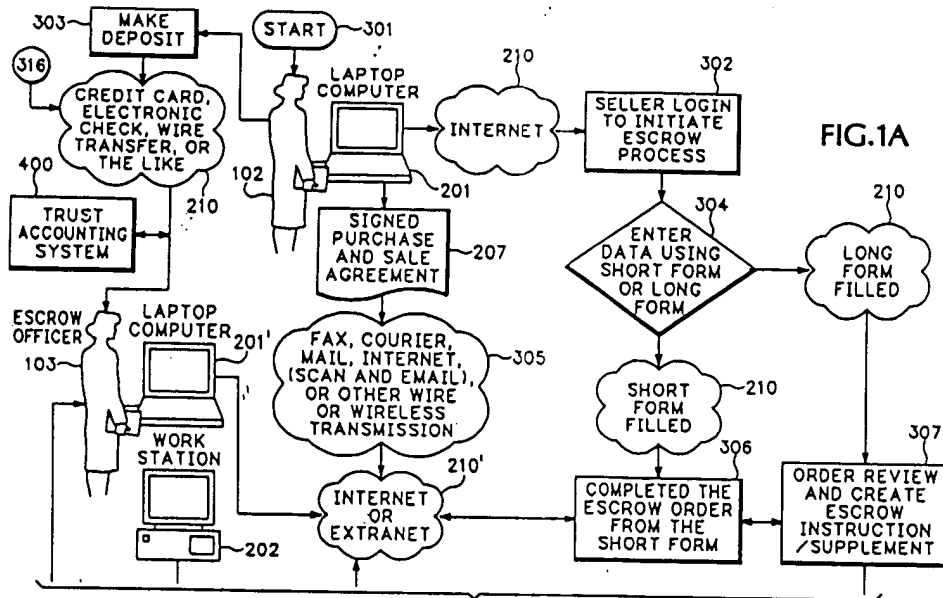 303
MAKE
DEPOSIT
START
301
316
CREDIT CARD,
ELECTRONIC
CHECK, WIRE
TRANSFER, OR
THE LIKE
210
400
TRUST
ACCOUNTING
SYSTEM
LAPTOP
COMPUTER
102
201
210
INTERNET
302
SELLER LOGIN
TO INITIATE
ESCROW
PROCESS
FIG.1A
SIGNED
PURCHASE
AND SALE
AGREEMENT
207
304
ENTER
DATA USING
SHORT FORM
OR LONG
FORM
210
LONG
FORM
FILLED
ESCROW OFFICER
103
LAPTOP
COMPUTER
201'
WORK
STATION
202
FAX, COURIER,
MAIL, INTERNET,
(SCAN AND EMAIL),
OR OTHER WIRE
OR WIRELESS
TRANSMISSION
305
210'
INTERNET
OR
EXTRANET
SHORT
FORM
FILLED
210
306
COMPLETED THE
ESCROW ORDER
FROM THE
SHORT FORM
307
ORDER REVIEW
AND CREATE
ESCROW
INSTRUCTION
/SUPPLEMENT